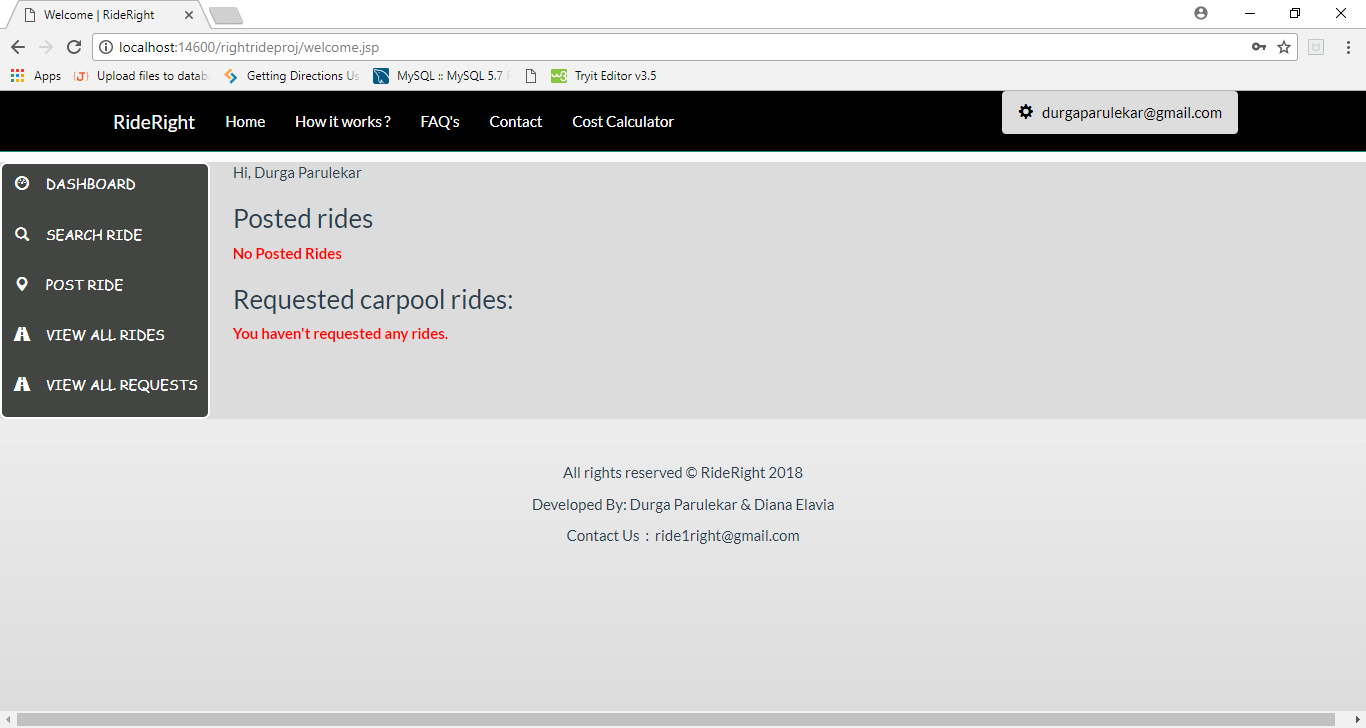 Welcome | RideRight
localhost:14600/rightrideproj/welcome.jsp
Apps Upload files to datab Getting Directions Us MySQL :: MySQL 5.7 Tryit Editor v3.5
RideRight Home How it works ? FAQ's Contact Cost Calculator durgaparulekar@gmail.com
DASHBOARD
SEARCH RIDE
POST RIDE
VIEW ALL RIDES
VIEW ALL REQUESTS
Hi, Durga Parulekar
Posted rides
No Posted Rides
Requested carpool rides:
You haven't requested any rides.
All rights reserved © RideRight 2018
Developed By: Durga Parulekar & Diana Elavia
Contact Us : ride1right@gmail.com